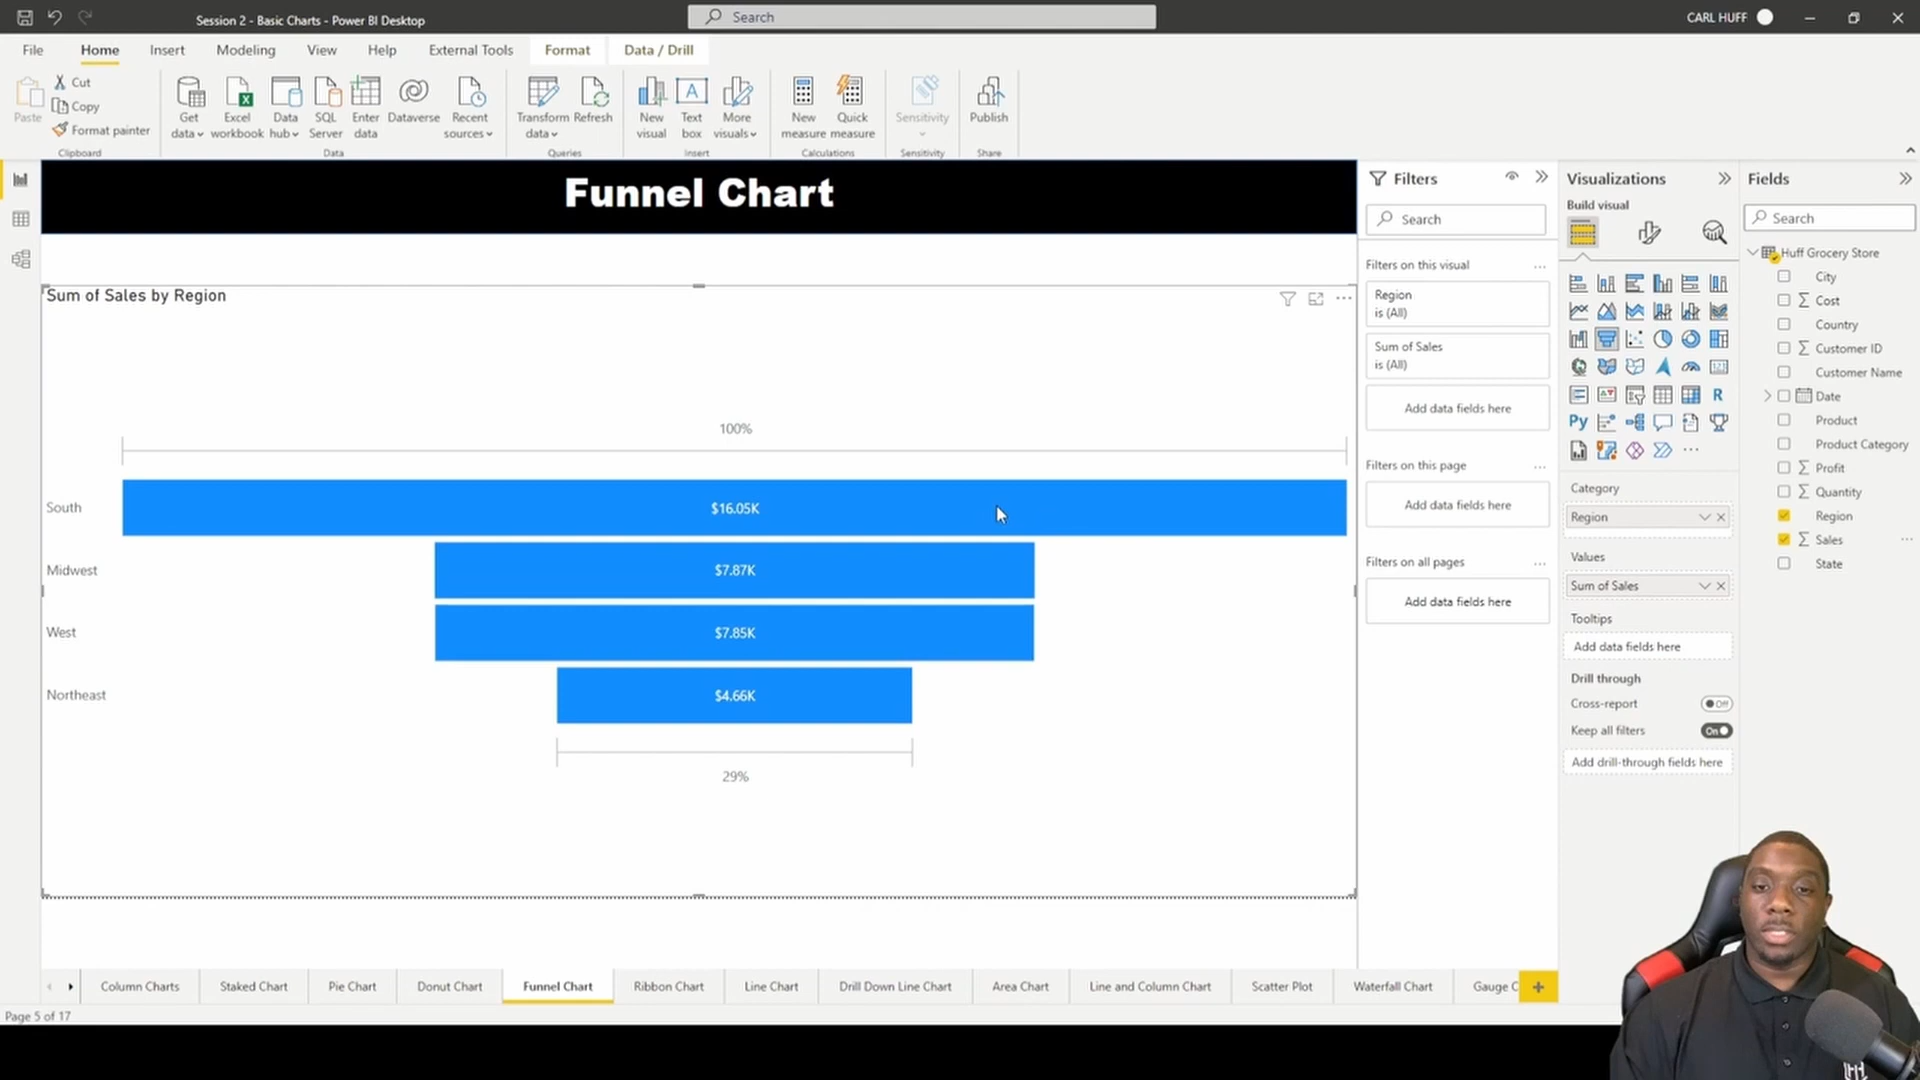 Session 2 - Basic Charts - Power BI Desktop
Search
CARL HUFF
File
Home
Insert
Modeling
View
Help
External Tools
Format
Data / Drill
Paste
Cut
Copy
Format painter
Clipboard
Get data
Excel workbook
Data hub
SQL Server
Enter data
Dataverse
Recent sources
Data
Transform data
Refresh
Queries
New visual
Text box
More visuals
Insert
New measure
Quick measure
Calculations
Sensitivity
Sensitivity
Publish
Share
Funnel Chart
Sum of Sales by Region
100%
South
$16.05K
Midwest
$7.87K
West
$7.85K
Northeast
$4.66K
29%
Filters
Search
Filters on this visual
Region
is (All)
Sum of Sales
is (All)
Add data fields here
Filters on this page
Add data fields here
Filters on all pages
Add data fields here
Visualizations
Build visual
R
Py
Category
Region
Values
Sum of Sales
Tooltips
Add data fields here
Drill through
Cross-report
Off
Keep all filters
On
Add drill-through fields here
Fields
Search
Huff Grocery Store
City
Cost
Country
Customer ID
Customer Name
Date
Product
Product Category
Profit
Quantity
Region
Sales
State
Column Charts
Staked Chart
Pie Chart
Donut Chart
Funnel Chart
Ribbon Chart
Line Chart
Drill Down Line Chart
Area Chart
Line and Column Chart
Scatter Plot
Waterfall Chart
Gauge C
Page 5 of 17